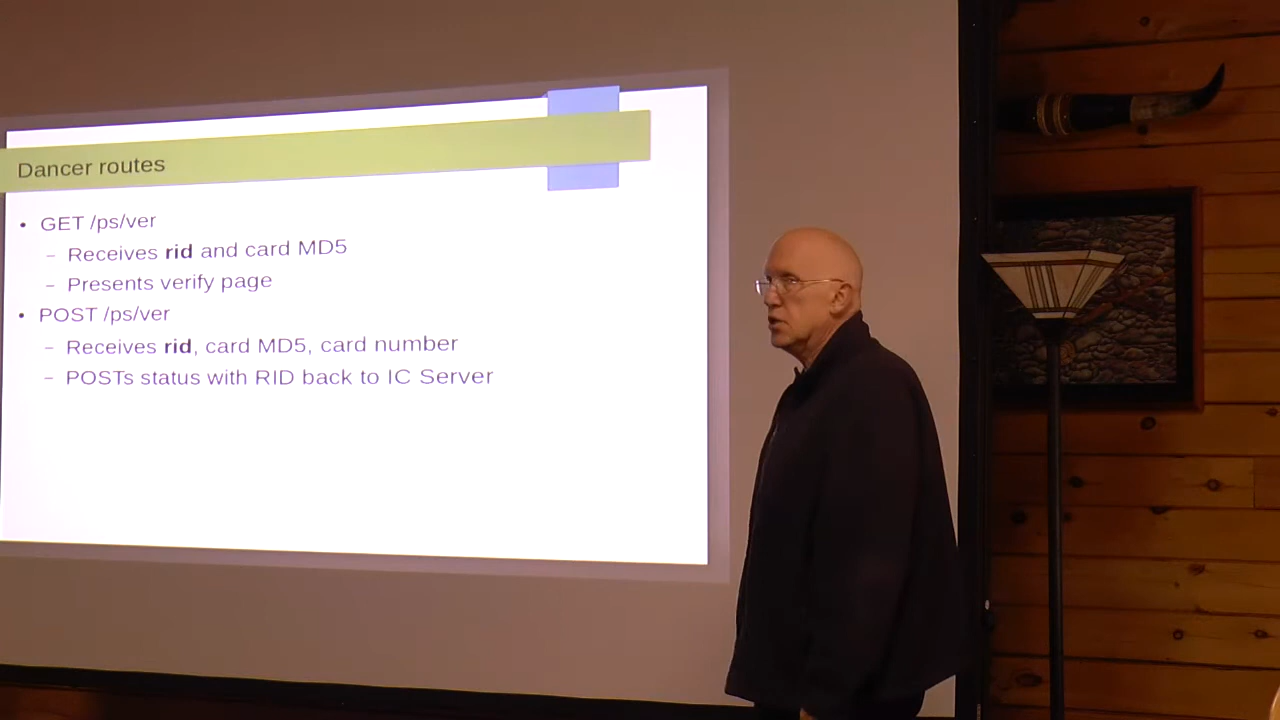 Dancer routes
• GET /ps/ver
– Receives rid and card MD5
– Presents verify page
• POST /ps/ver
– Receives rid, card MD5, card number
– POSTs status with RID back to IC Server